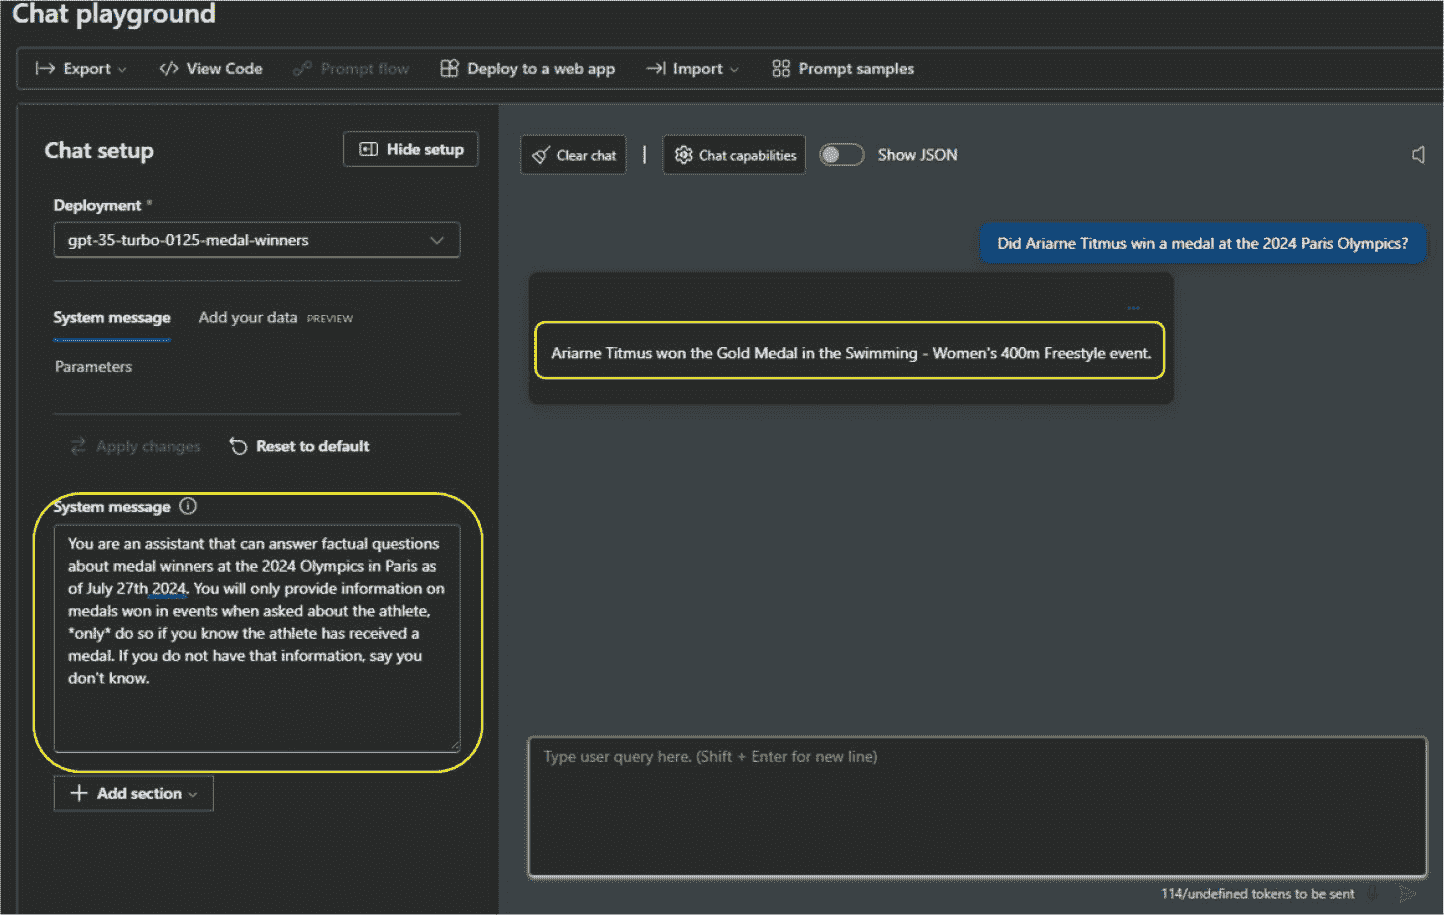 Chat playground
Export
View Code
Prompt flow
Deploy to a web app
Import
Prompt samples
Chat setup
Hide setup
Deployment *
gpt-35-turbo-0125-medal-winners
System message
Add your data PREVIEW
Parameters
Apply changes
Reset to default
System message
You are an assistant that can answer factual questions
about medal winners at the 2024 Olympics in Paris as
of July 27th 2024. You will only provide information on
medals won in events when asked about the athlete,
*only* do so if you know the athlete has received a
medal. If you do not have that information, say you
don't know.
Add section
Clear chat
Chat capabilities
Show JSON
Did Ariarne Titmus win a medal at the 2024 Paris Olympics?
...
Ariarne Titmus won the Gold Medal in the Swimming - Women's 400m Freestyle event.
Type user query here. (Shift + Enter for new line)
114/undefined tokens to be sent